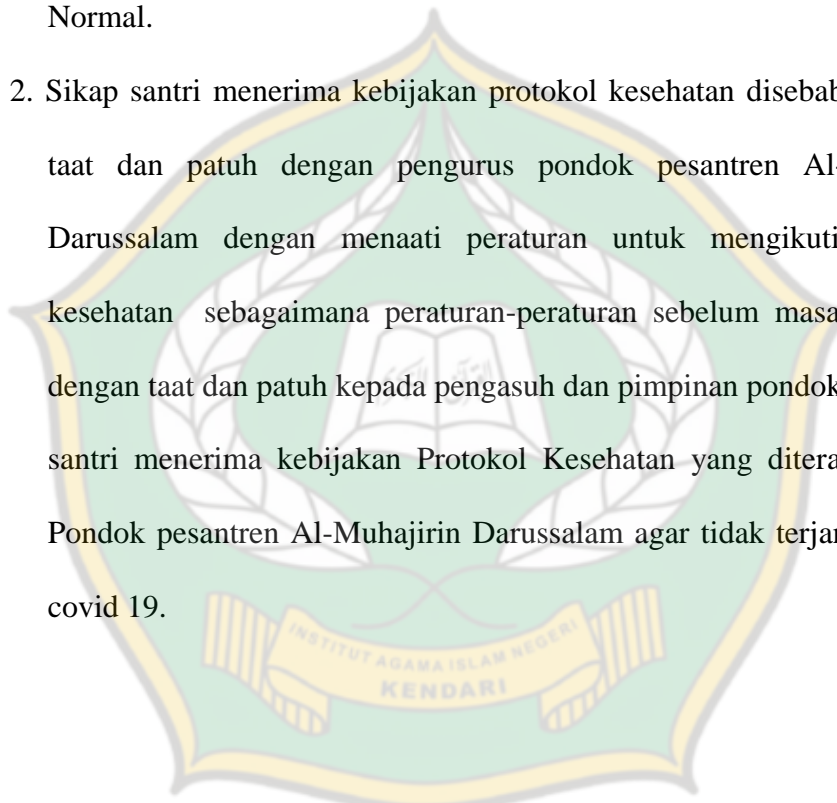 Normal.
2. Sikap santri menerima kebijakan protokol kesehatan disebab
taat dan patuh dengan pengurus pondok pesantren Al-
Darussalam dengan menaati peraturan untuk mengikuti
kesehatan sebagaimana peraturan-peraturan sebelum masa
dengan taat dan patuh kepada pengasuh dan pimpinan pondok
santri menerima kebijakan Protokol Kesehatan yang ditera
Pondok pesantren Al-Muhajirin Darussalam agar tidak terjan
covid 19.
INSTITUT AGAMA ISLAM NEGERI
KENDARI